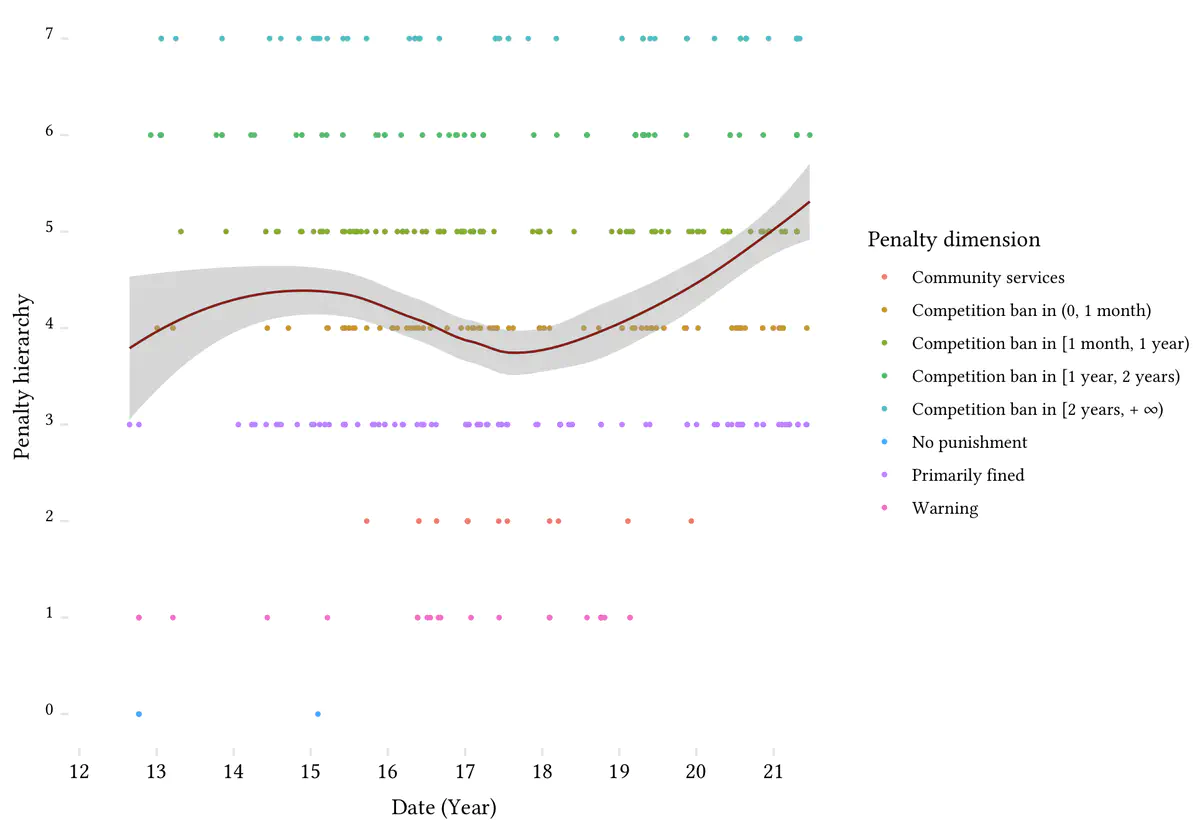 7
6
5
4
3
2
1
0
Penalty hierarchy
12 13 14 15 16 17 18 19 20 21
Date (Year)
Penalty dimension
Community services
Competition ban in (0, 1 month)
Competition ban in [1 month, 1 year)
Competition ban in [1 year, 2 years)
Competition ban in [2 years, + ∞)
No punishment
Primarily fined
Warning